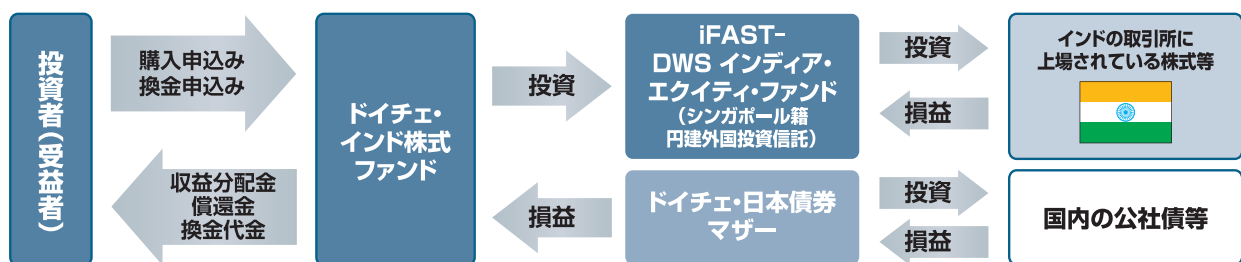 投資者(受益者)
購入申込み
換金申込み
収益分配金
償還金
換金代金
ドイチェ・
インド株式
ファンド
投資
損益
iFAST-
DWS インディア・
エクイティ・ファンド
(シンガポール籍
円建外国投資信託)
ドイチェ・日本債券
マザー
投資
損益
投資
損益
インドの取引所に
上場されている株式等
国内の公社債等